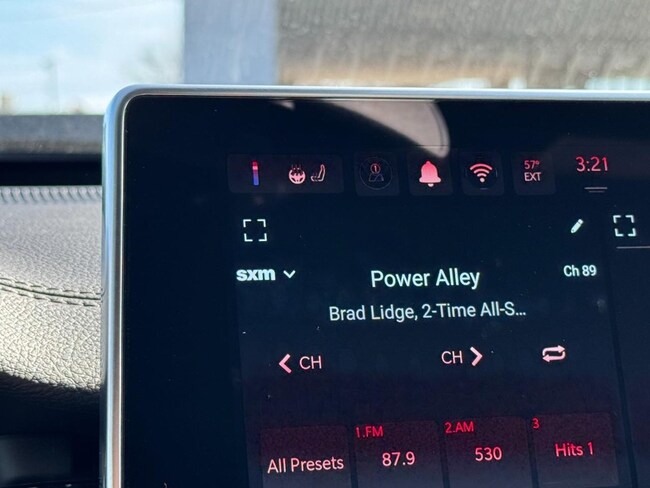 1
57°
EXT
3:21
sxm
Power Alley
Ch 89
Brad Lidge, 2-Time All-S...
CH
CH
All Presets
1.FM
87.9
2.AM
530
3
Hits 1